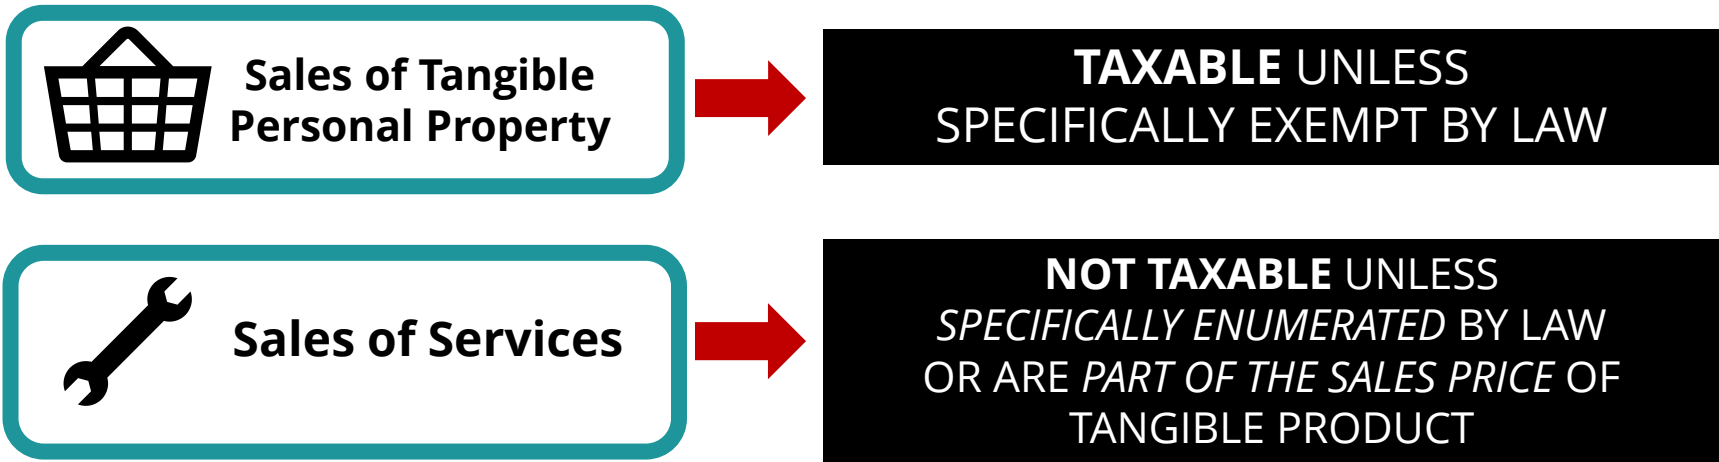 Sales of Tangible
Personal Property
TAXABLE UNLESS
SPECIFICALLY EXEMPT BY LAW
Sales of Services
NOT TAXABLE UNLESS
SPECIFICALLY ENUMERATED BY LAW
OR ARE PART OF THE SALES PRICE OF
TANGIBLE PRODUCT